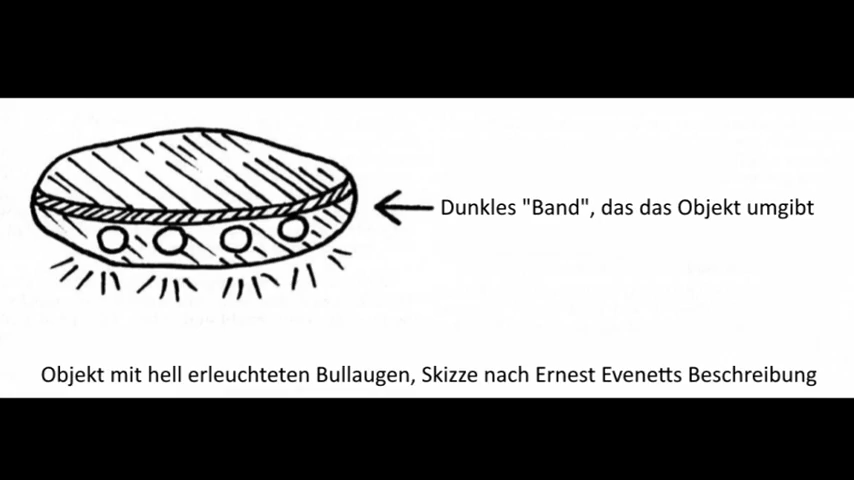 Dunkles "Band", das das Objekt umgibt
Objekt mit hell erleuchteten Bullaugen, Skizze nach Ernest Evenetts Beschreibung